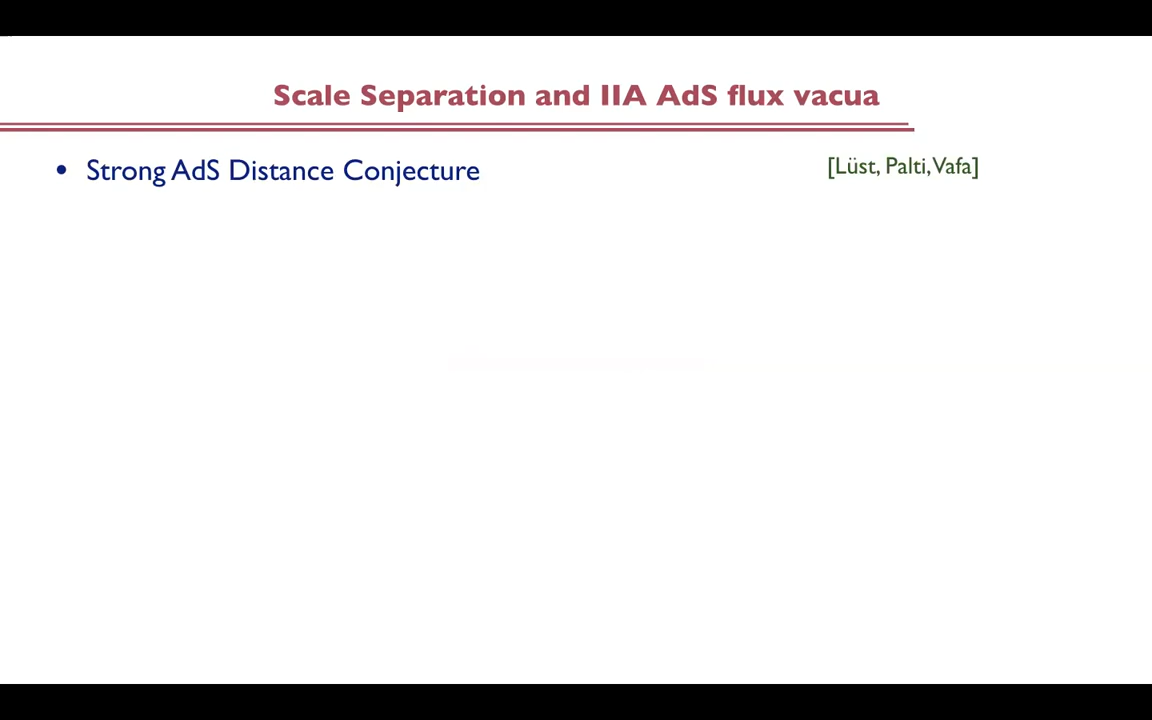 Scale Separation and IIA AdS flux vacua
• Strong AdS Distance Conjecture
[Lüst, Palti, Vafa]